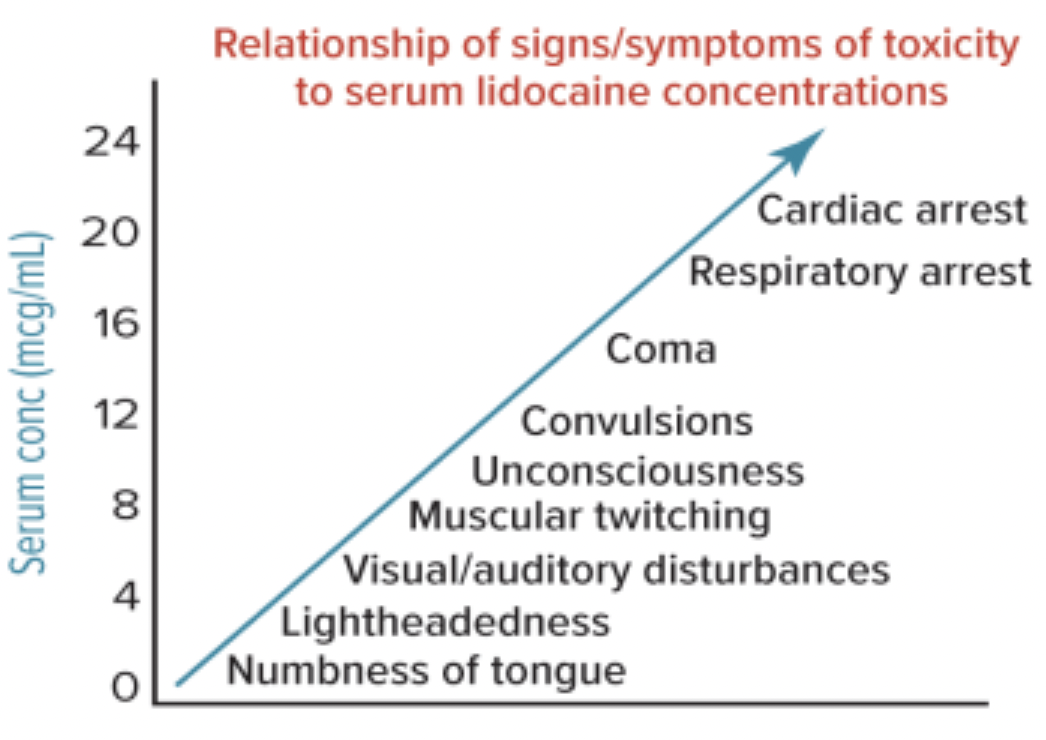 Relationship of signs/symptoms of toxicity
to serum lidocaine concentrations
Serum conc (mcg/mL)
24
20
16
12
8
4
0
Cardiac arrest
Respiratory arrest
Coma
Convulsions
Unconsciousness
Muscular twitching
Visual/auditory disturbances
Lightheadedness
Numbness of tongue